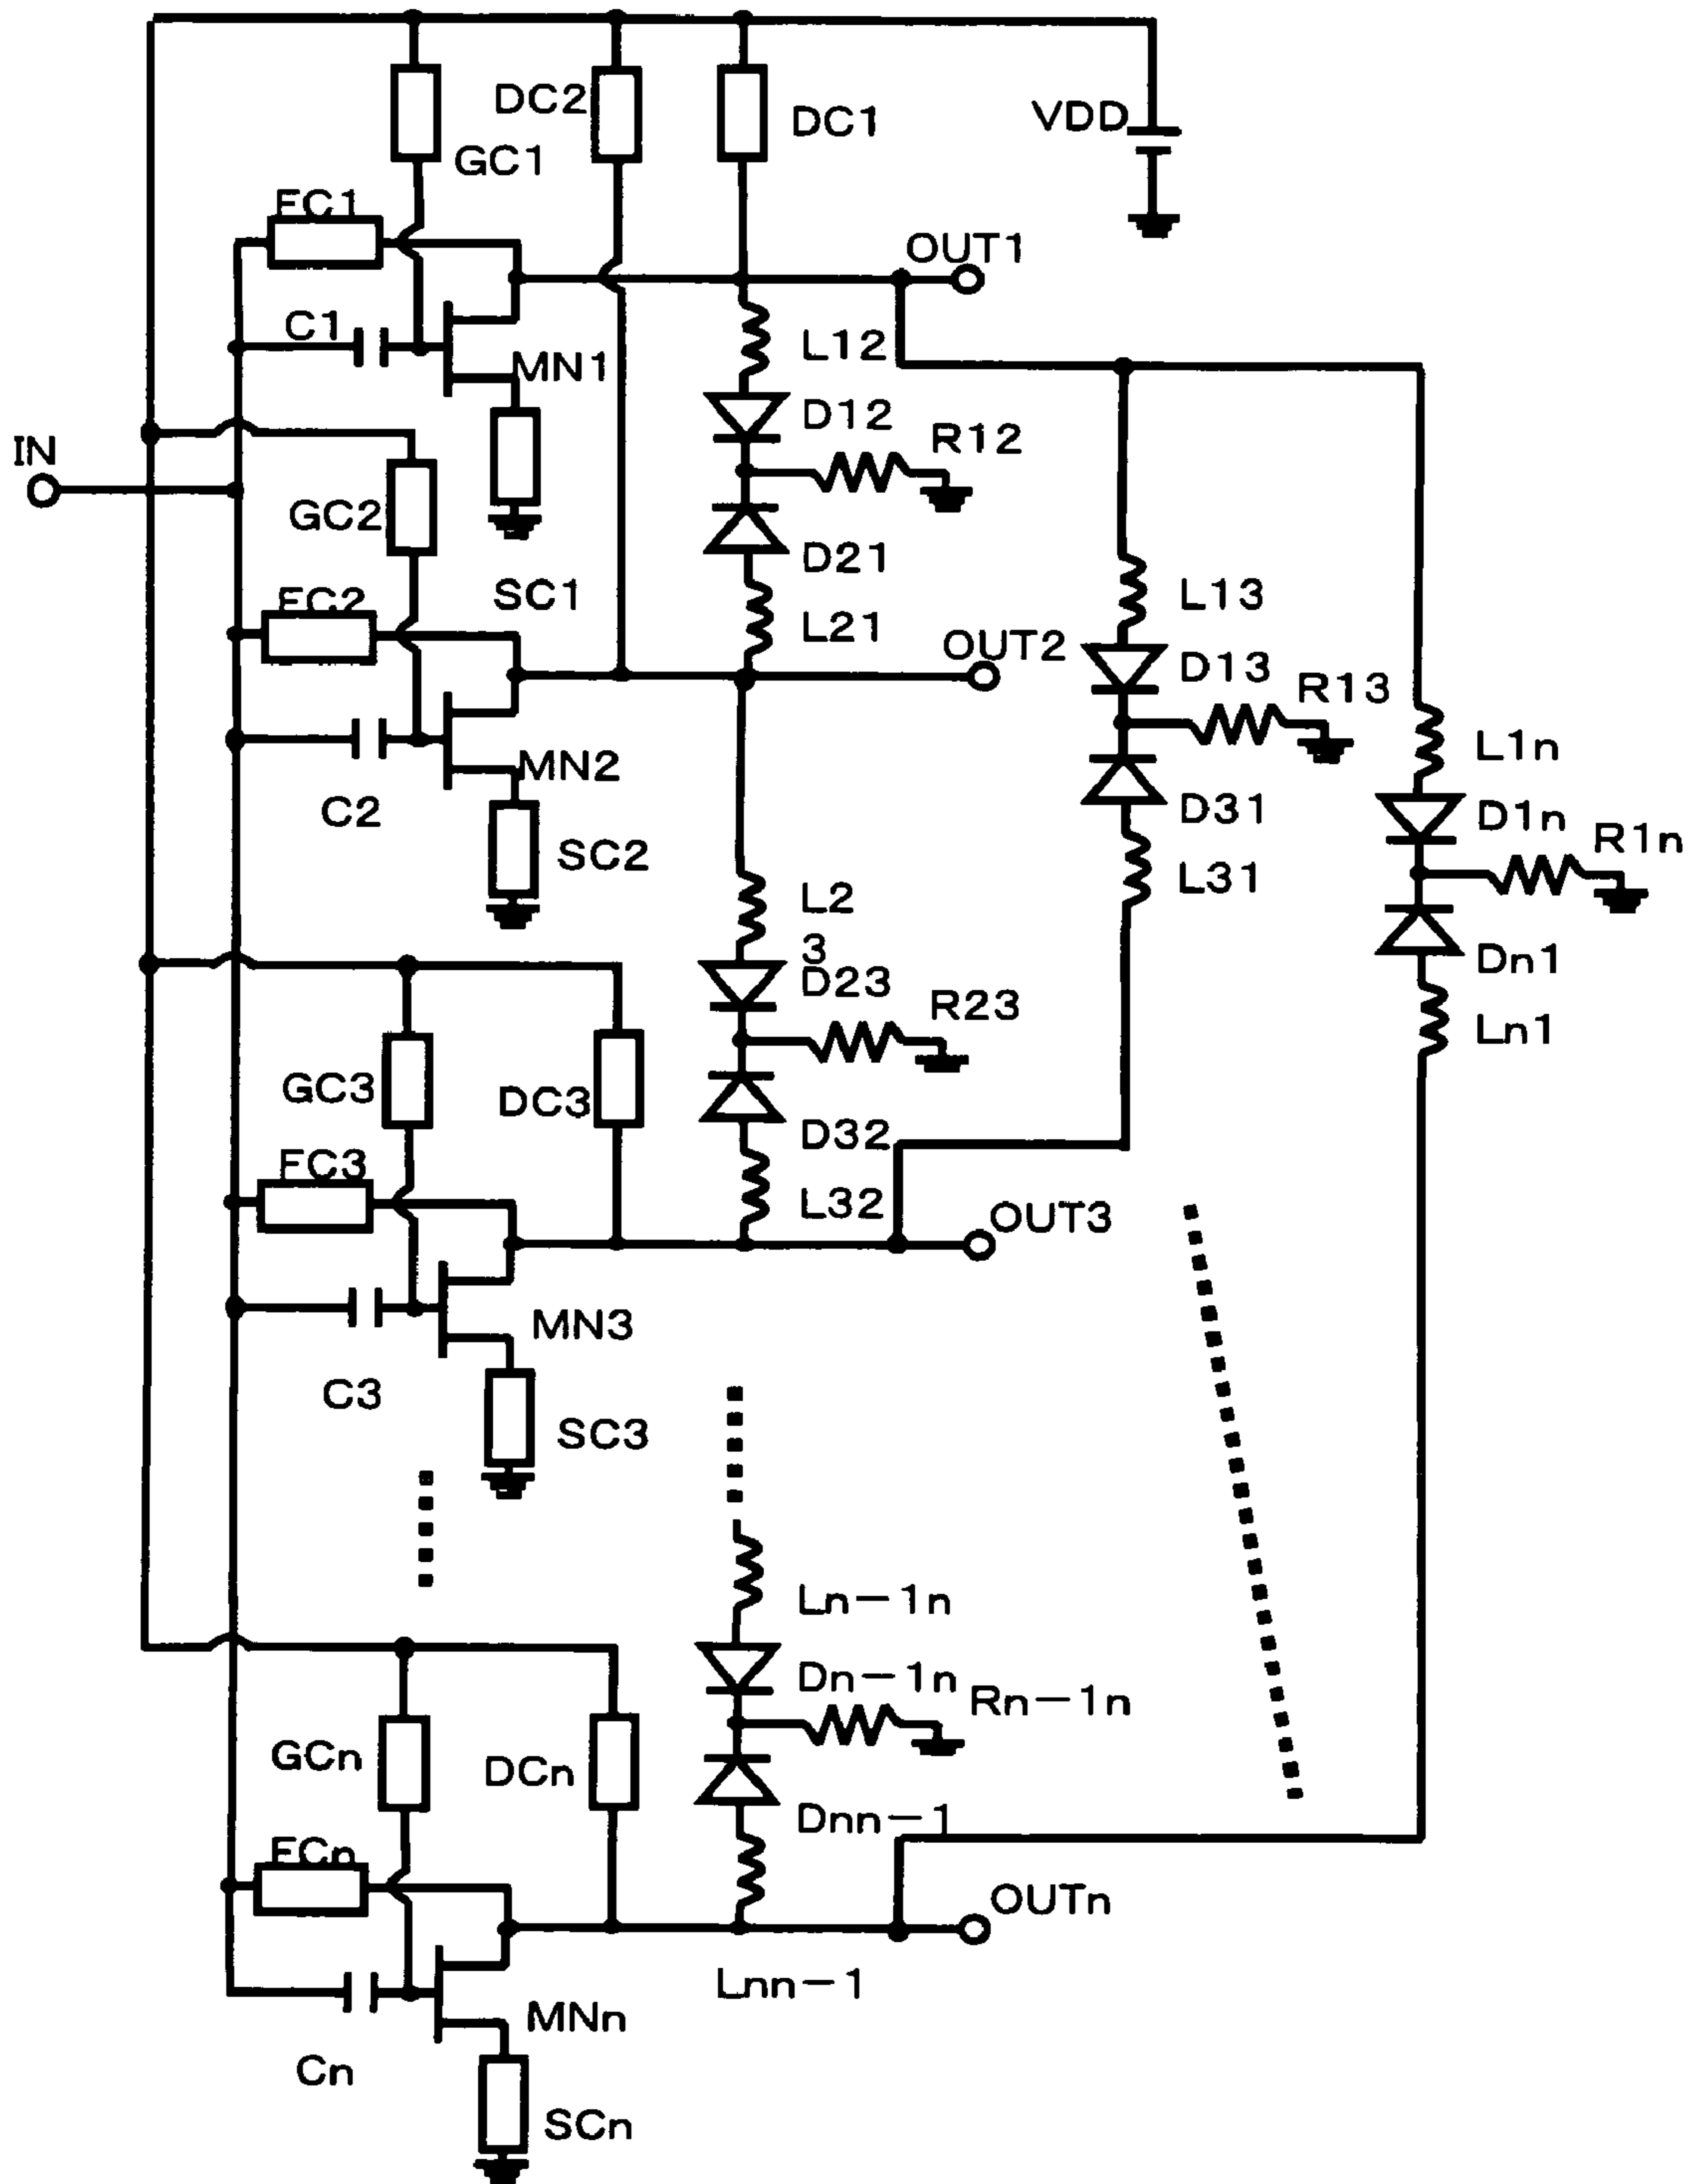 DC2
DC1
VDD
GC1
FC1
OUT1
C1
L12
MN1
D12
R12
IN
GC2
D21
SC1
L13
FC2
L21
OUT2
D13
R13
MN2
L1n
C2
D31
D1n
R1n
SC2
L31
L2
3
D23
Dn1
R23
Ln1
GC3
DC3
D32
FC3
L32
OUT3
MN3
C3
SC3
Ln-1n
Dn-1n
Rn-1n
GCn
DCn
Dnn-1
FCn
OUTn
Lnn-1
MNn
Cn
SCn